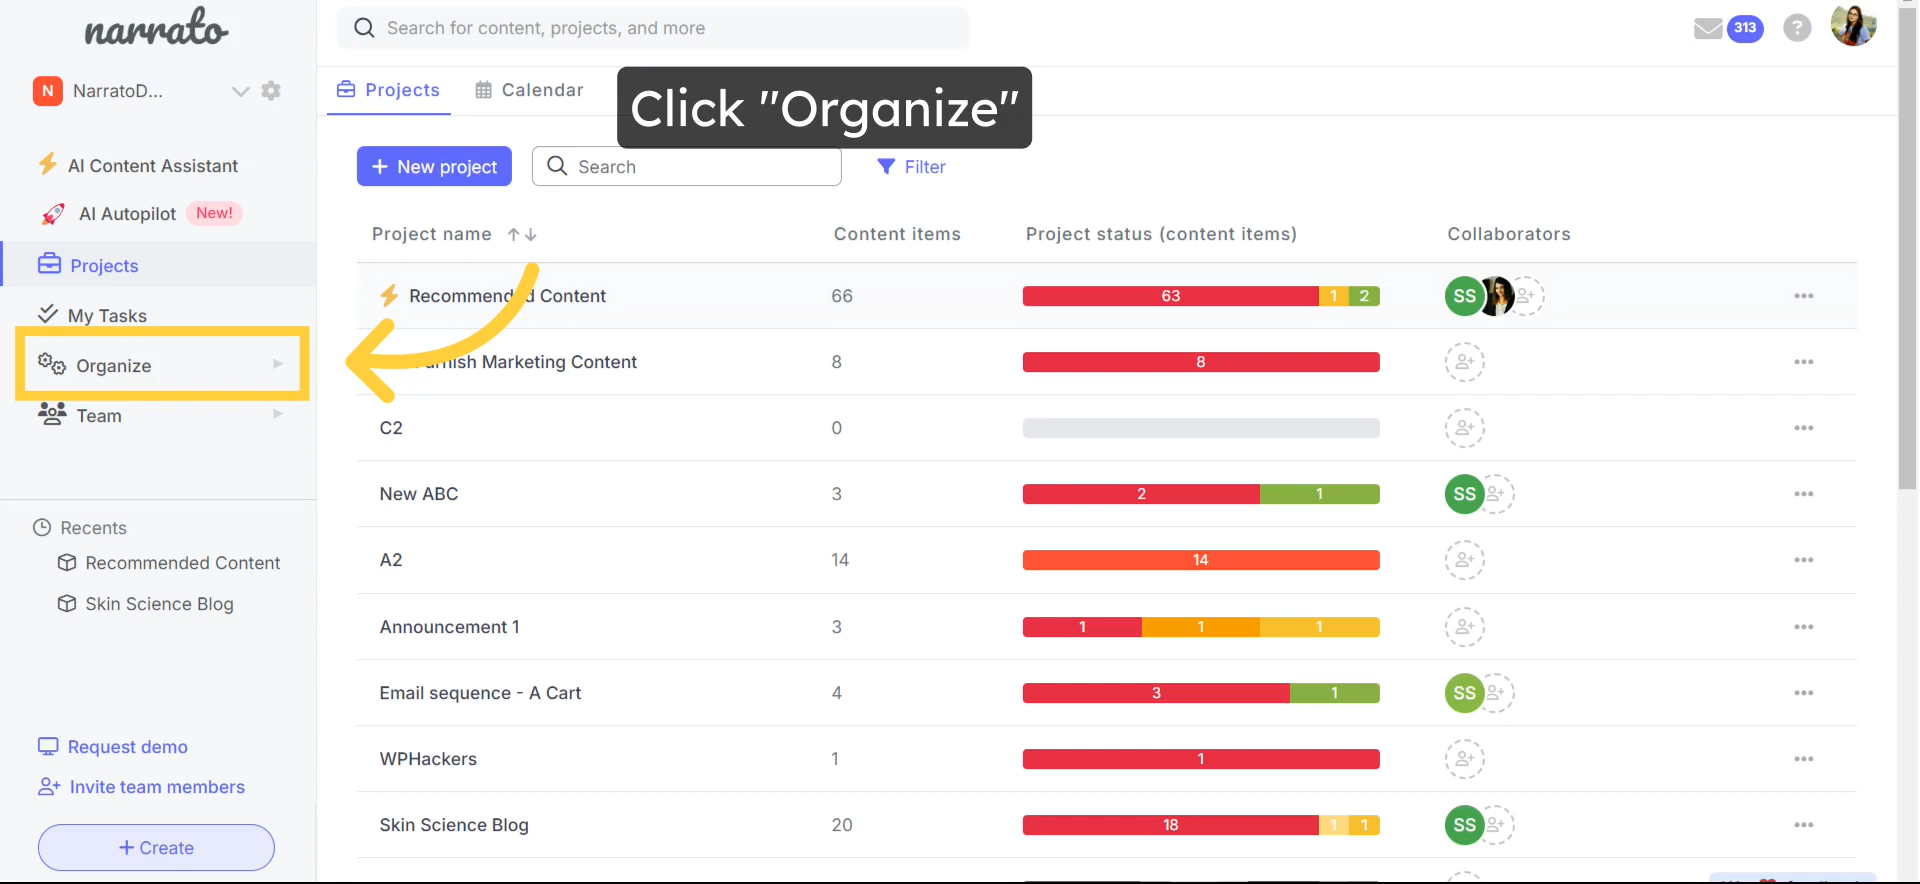 narrato
Search for content, projects, and more
313
?
N NarratoD...
Projects
Calendar
Click "Organize"
AI Content Assistant
AI Autopilot New!
Projects
My Tasks
Organize
Team
Recents
Recommended Content
Skin Science Blog
Request demo
Invite team members
+ Create
+ New project
Search
Filter
Project name Content items Project status (content items) Collaborators
Recommended Content 66 63 1 2 SS
Marketing Content 8 8
C2 0
New ABC 3 2 1 SS
A2 14 14
Announcement 1 3 1 1 1
Email sequence - A Cart 4 3 1 SS
WPHackers 1 1
Skin Science Blog 20 18 1 1 SS